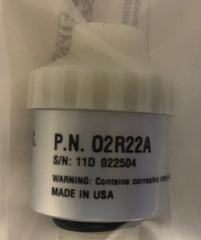 P.N. O2R22A
S/N: 11D 022504
WARNING: Contains corrosive
MADE IN USA